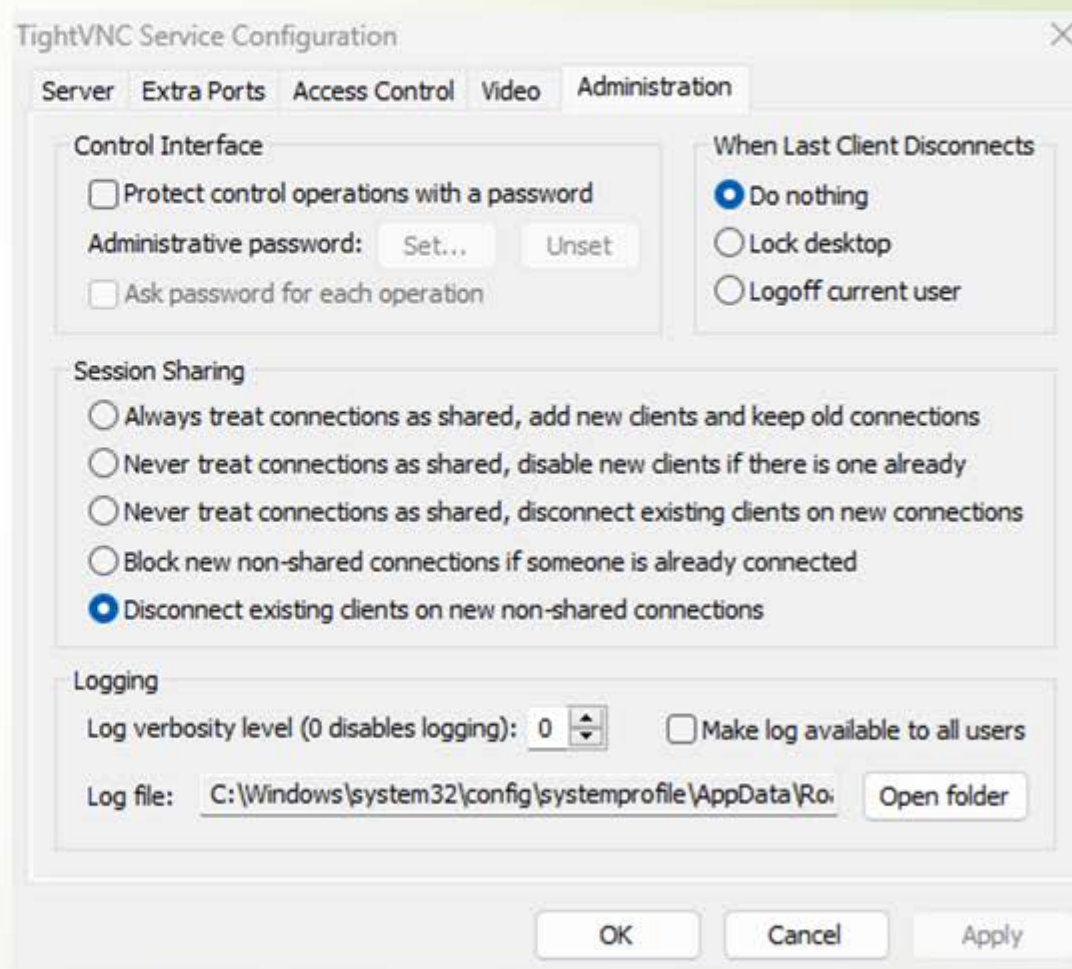 TightVNC Service Configuration
Server Extra Ports Access Control Video Administration
Control Interface
Protect control operations with a password
Administrative password: Set... Unset
Ask password for each operation
When Last Client Disconnects
Do nothing
Lock desktop
Logoff current user
Session Sharing
Always treat connections as shared, add new clients and keep old connections
Never treat connections as shared, disable new clients if there is one already
Never treat connections as shared, disconnect existing clients on new connections
Block new non-shared connections if someone is already connected
Disconnect existing clients on new non-shared connections
Logging
Log verbosity level (0 disables logging): 0 Make log available to all users
Log file: C:\Windows\system32\config\systemprofile\AppData\Roa Open folder
OK Cancel Apply